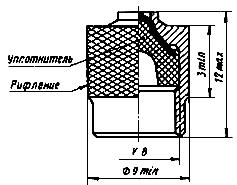 Уплотнитель
Рифление
3 min
12 max
У 8
Ф 9 min